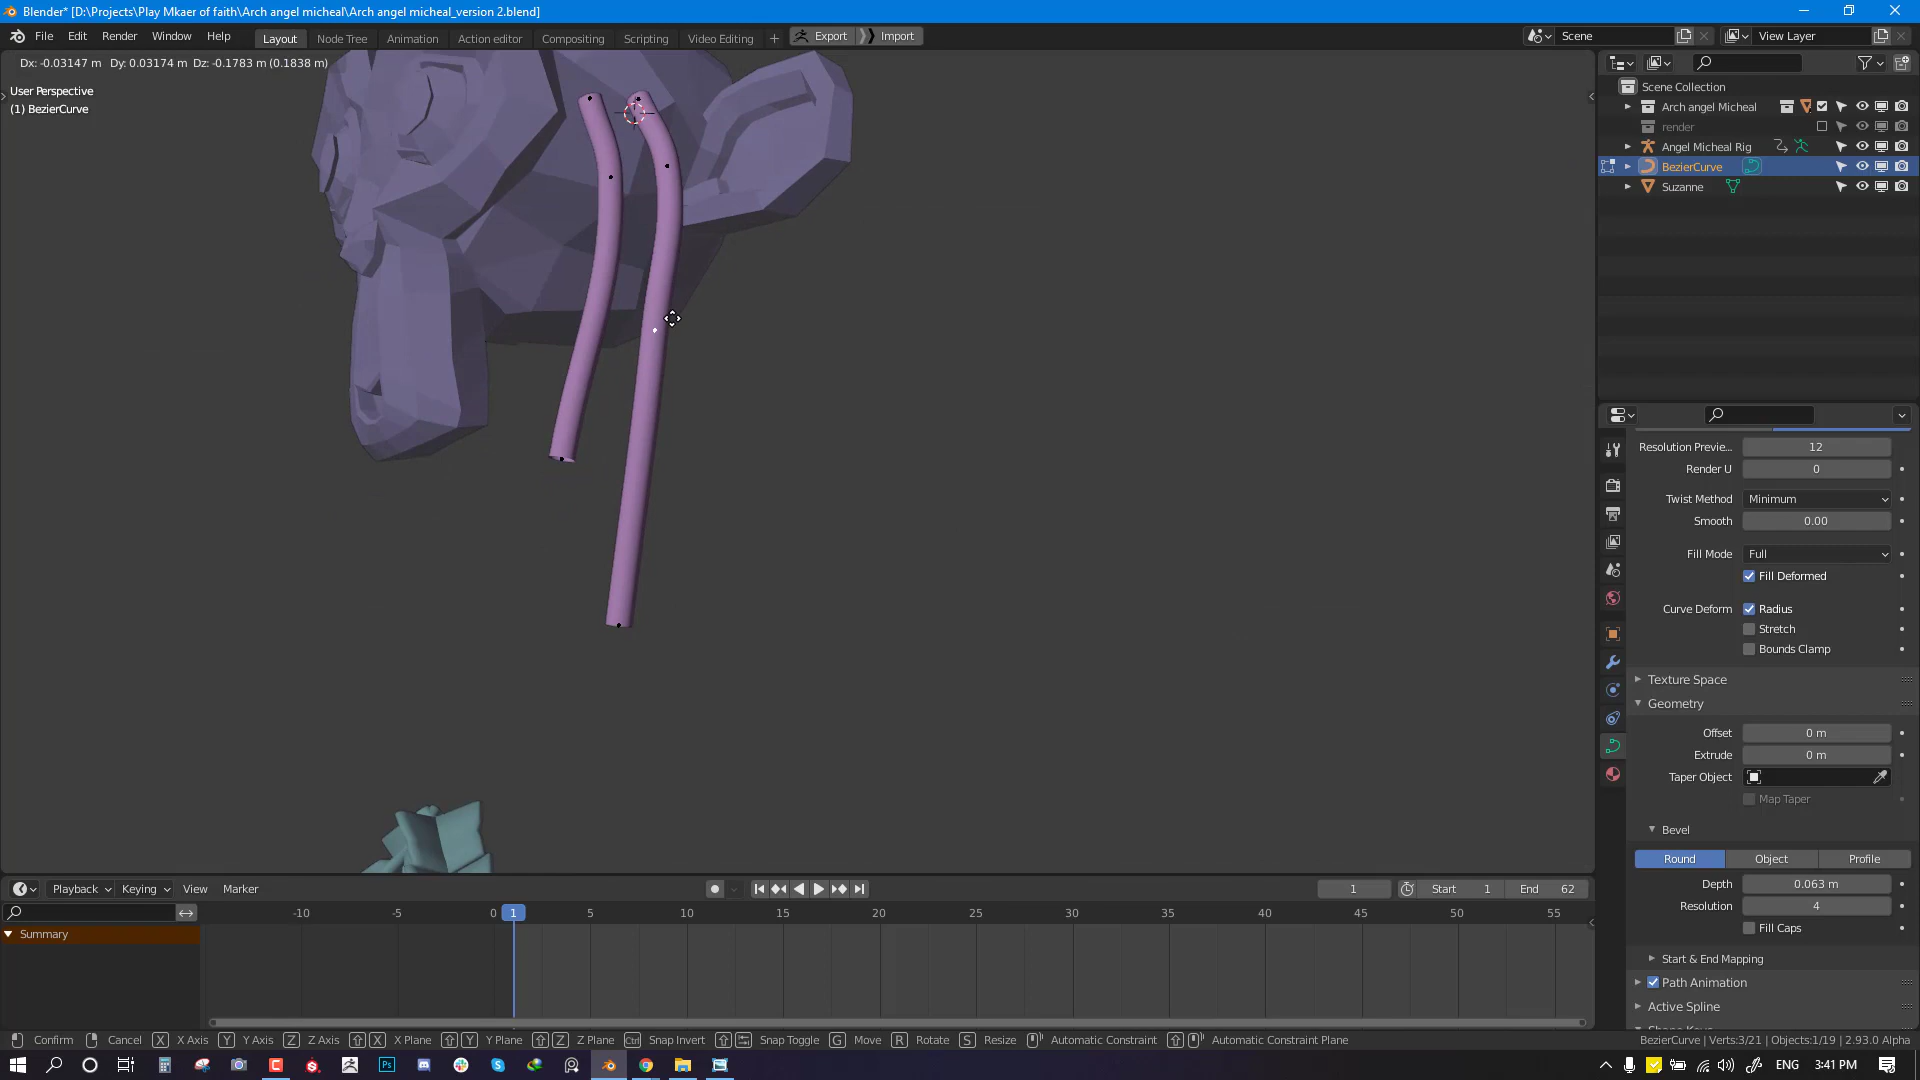 Blender* [D:\Projects\Play Mkaer of faith\Arch angel micheal\Arch angel micheal_version 2.blend]
File Edit Render Window Help Layout Node Tree Animation Action editor Compositing Scripting Video Editing + Export Import Scene View Layer
Dx: -0.03147 m Dy: 0.03174 m Dz: -0.1783 m (0.1838 m)
User Perspective
(1) BezierCurve
Scene Collection
Arch angel Micheal
render
Angel Micheal Rig
BezierCurve
Suzanne
Resolution Previe... 12
Render U 0
Twist Method Minimum
Smooth 0.00
Fill Mode Full
Fill Deformed
Curve Deform Radius
Stretch
Bounds Clamp
Texture Space
Geometry
Offset 0 m
Extrude 0 m
Taper Object
Map Taper
Bevel
Round Object Profile
Depth 0.063 m
Resolution 4
Fill Caps
Start & End Mapping
Path Animation
Active Spline
Playback Keying View Marker 1 Start 1 End 62
-10 -5 0 1 5 10 15 20 25 30 35 40 45 50 55
Summary
Confirm Cancel X X Axis Y Y Axis Z Z Axis X X Plane Y Y Plane Z Z Plane Ctrl Snap Invert Snap Toggle G Move R Rotate S Resize Automatic Constraint Automatic Constraint Plane BezierCurve | Verts:3/21 | Objects:1/19 | 2.93.0 Alpha
ENG 3:41 PM